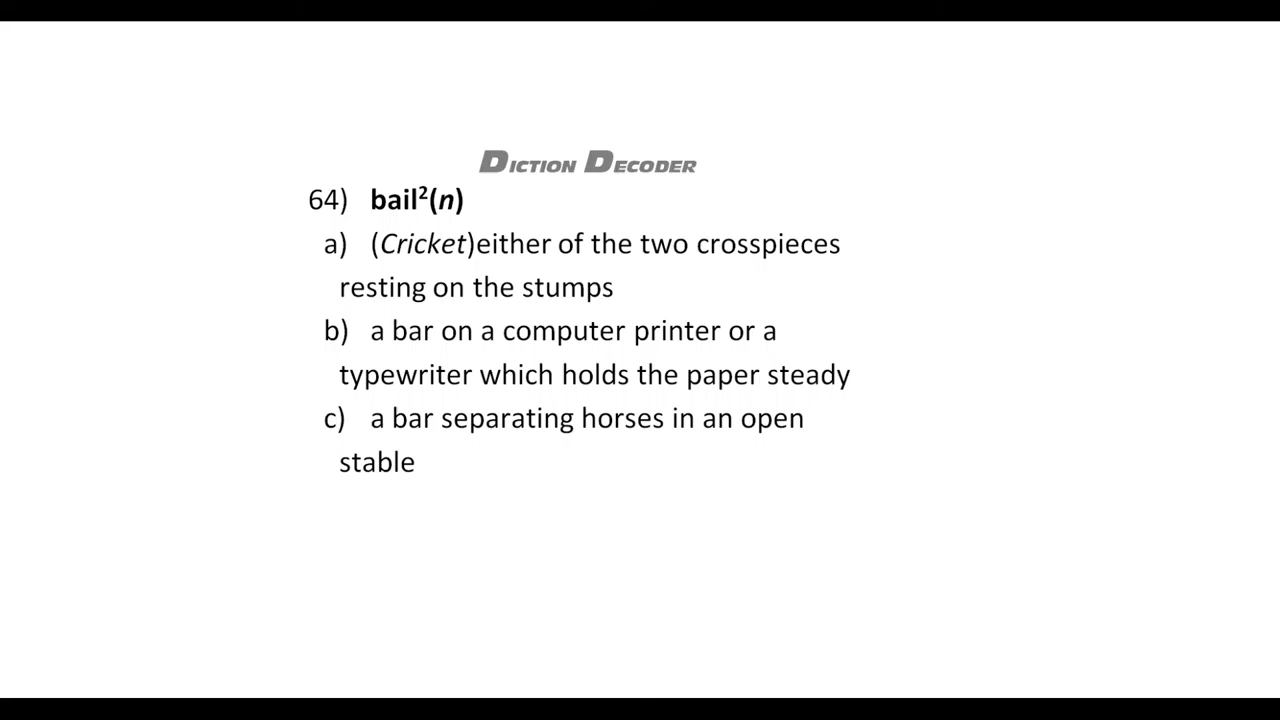 DICTION DECODER
64) bail²(n)
a) (Cricket)either of the two crosspieces
resting on the stumps
b) a bar on a computer printer or a
typewriter which holds the paper steady
c) a bar separating horses in an open
stable